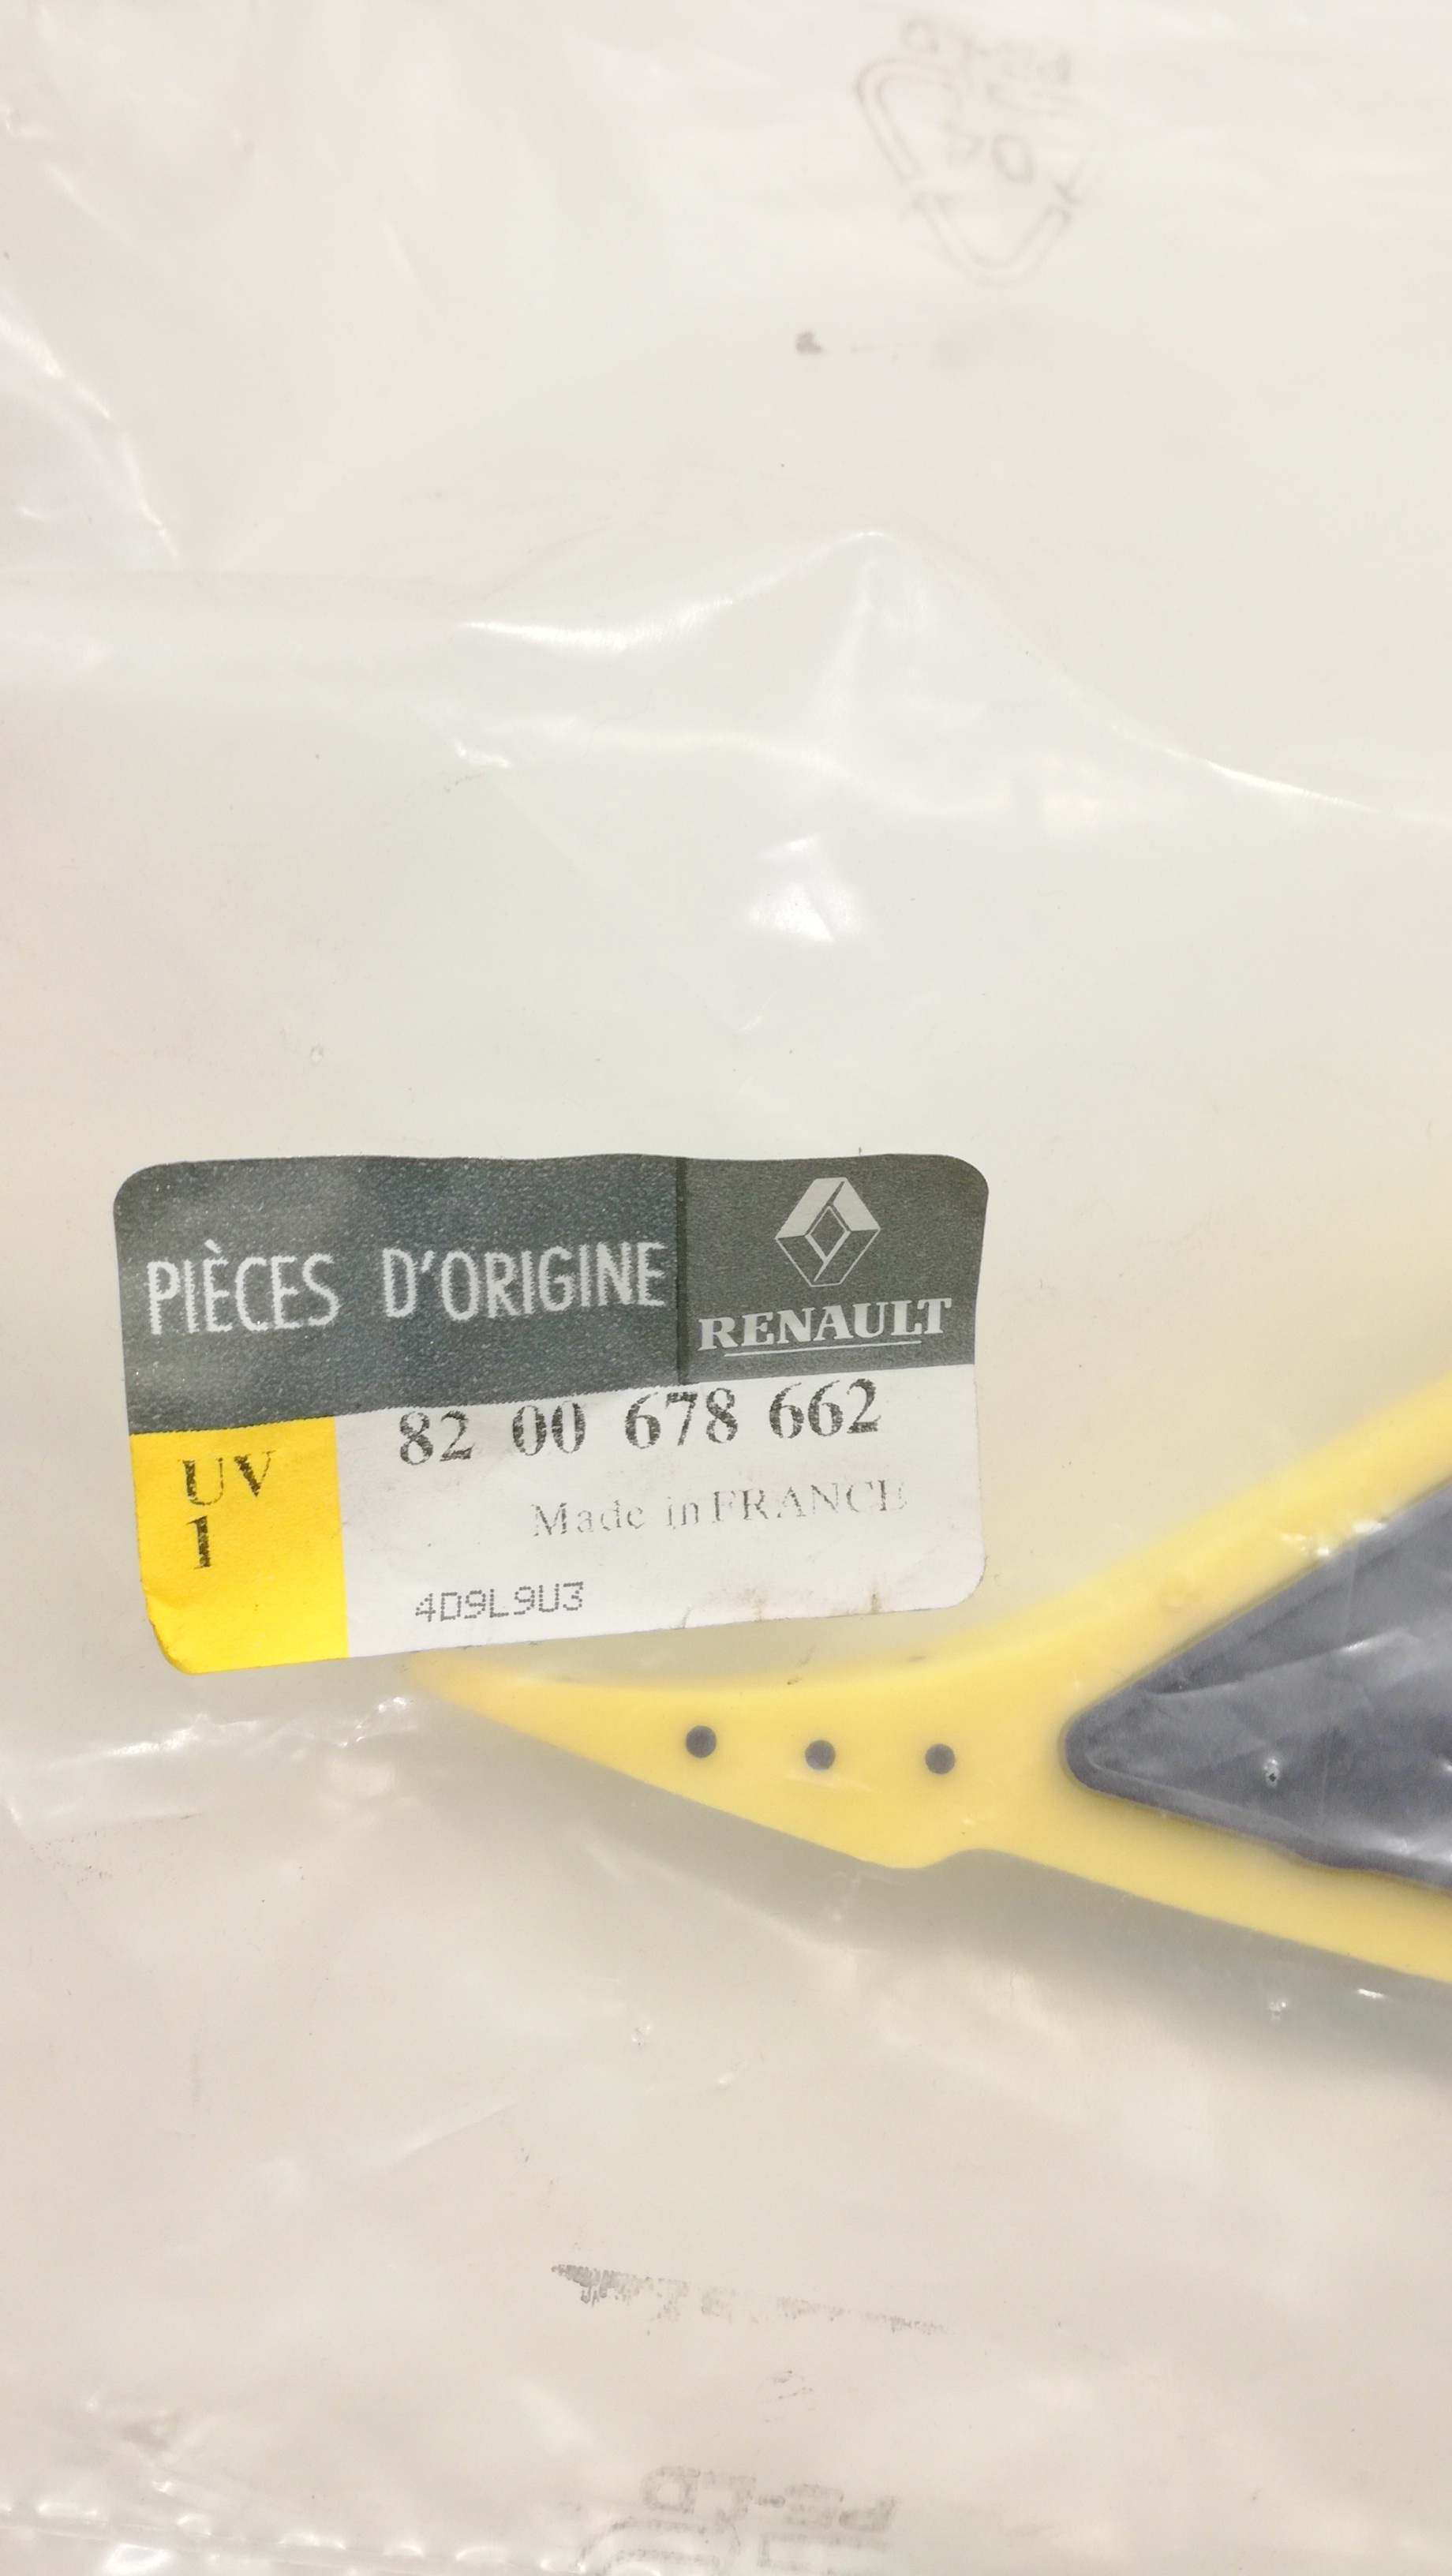 PIÈCES D'ORIGINE
RENAULT
82 00 678 662
UV
1
Made in FRANCE
4D9L9U3